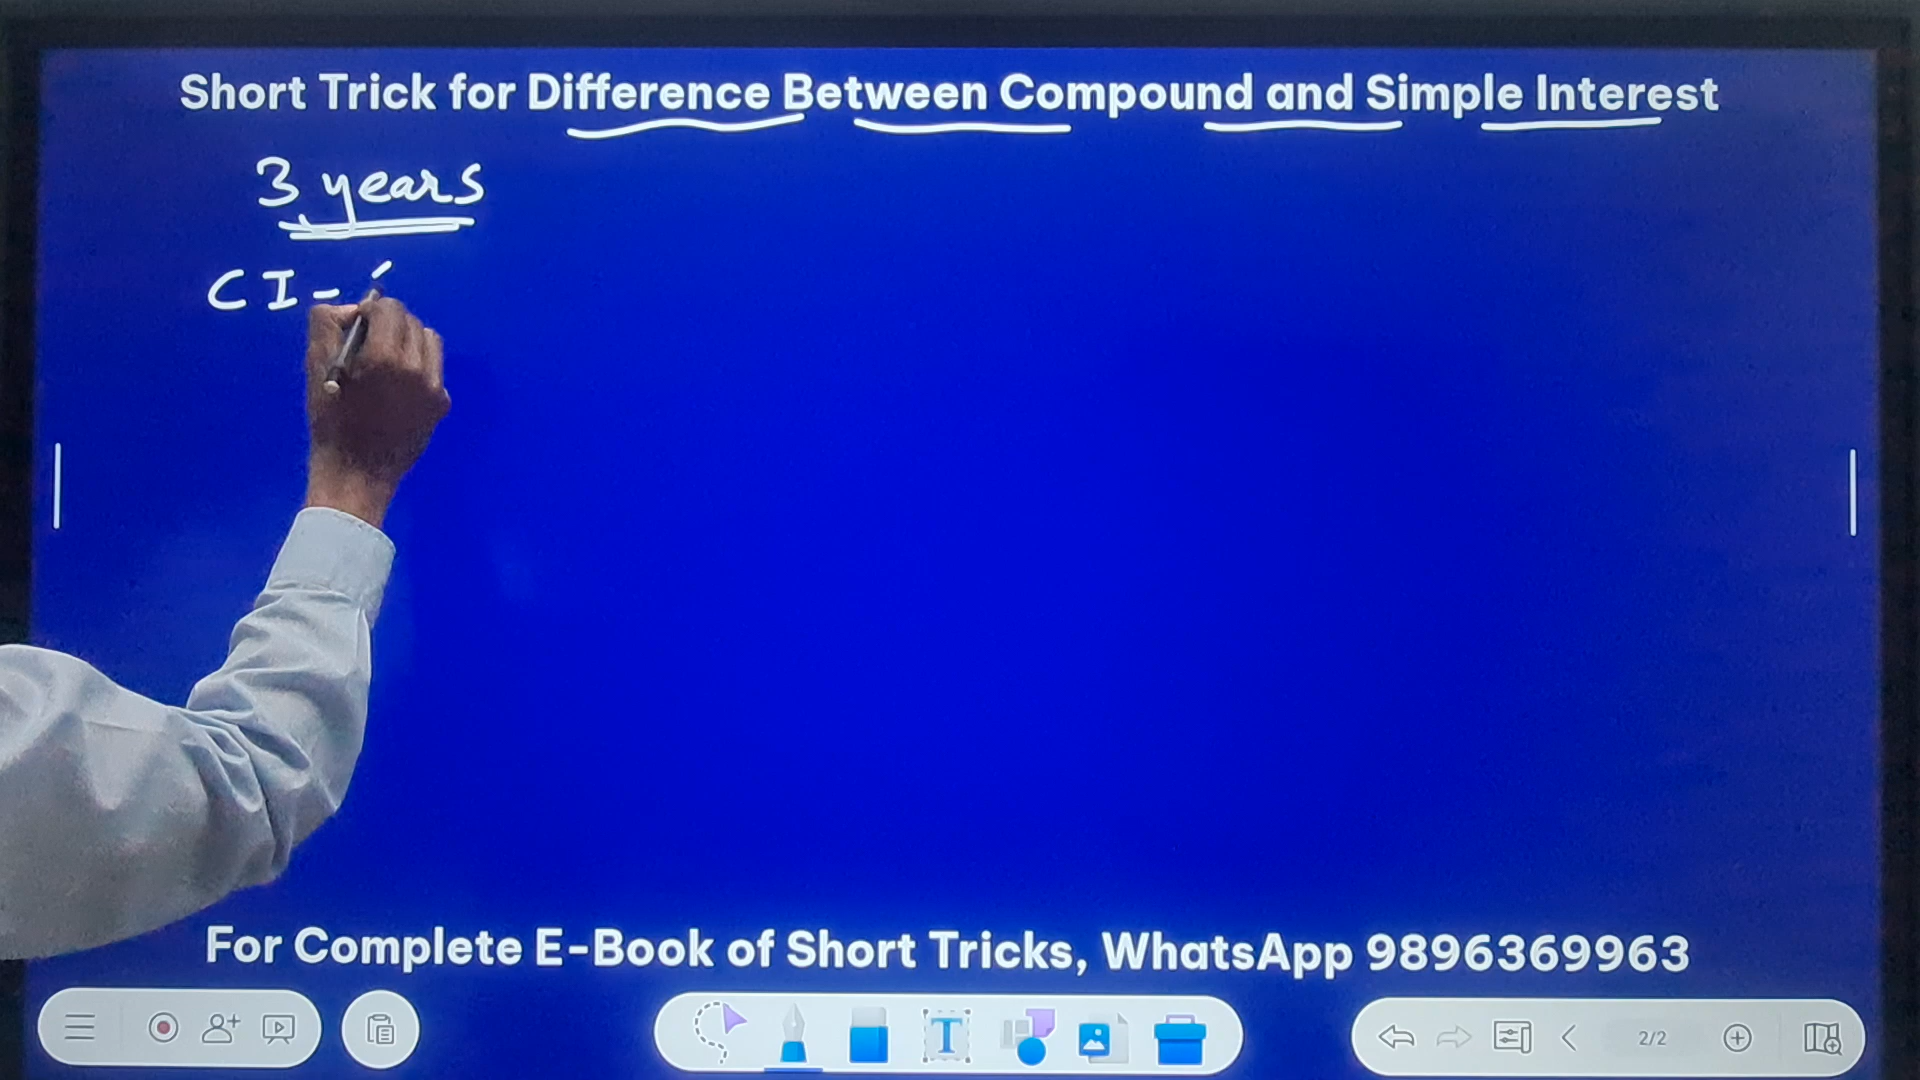 Short Trick for Difference Between Compound and Simple Interest
3 years
CI-
For Complete E-Book of Short Tricks, WhatsApp 9896369963
T
2/2